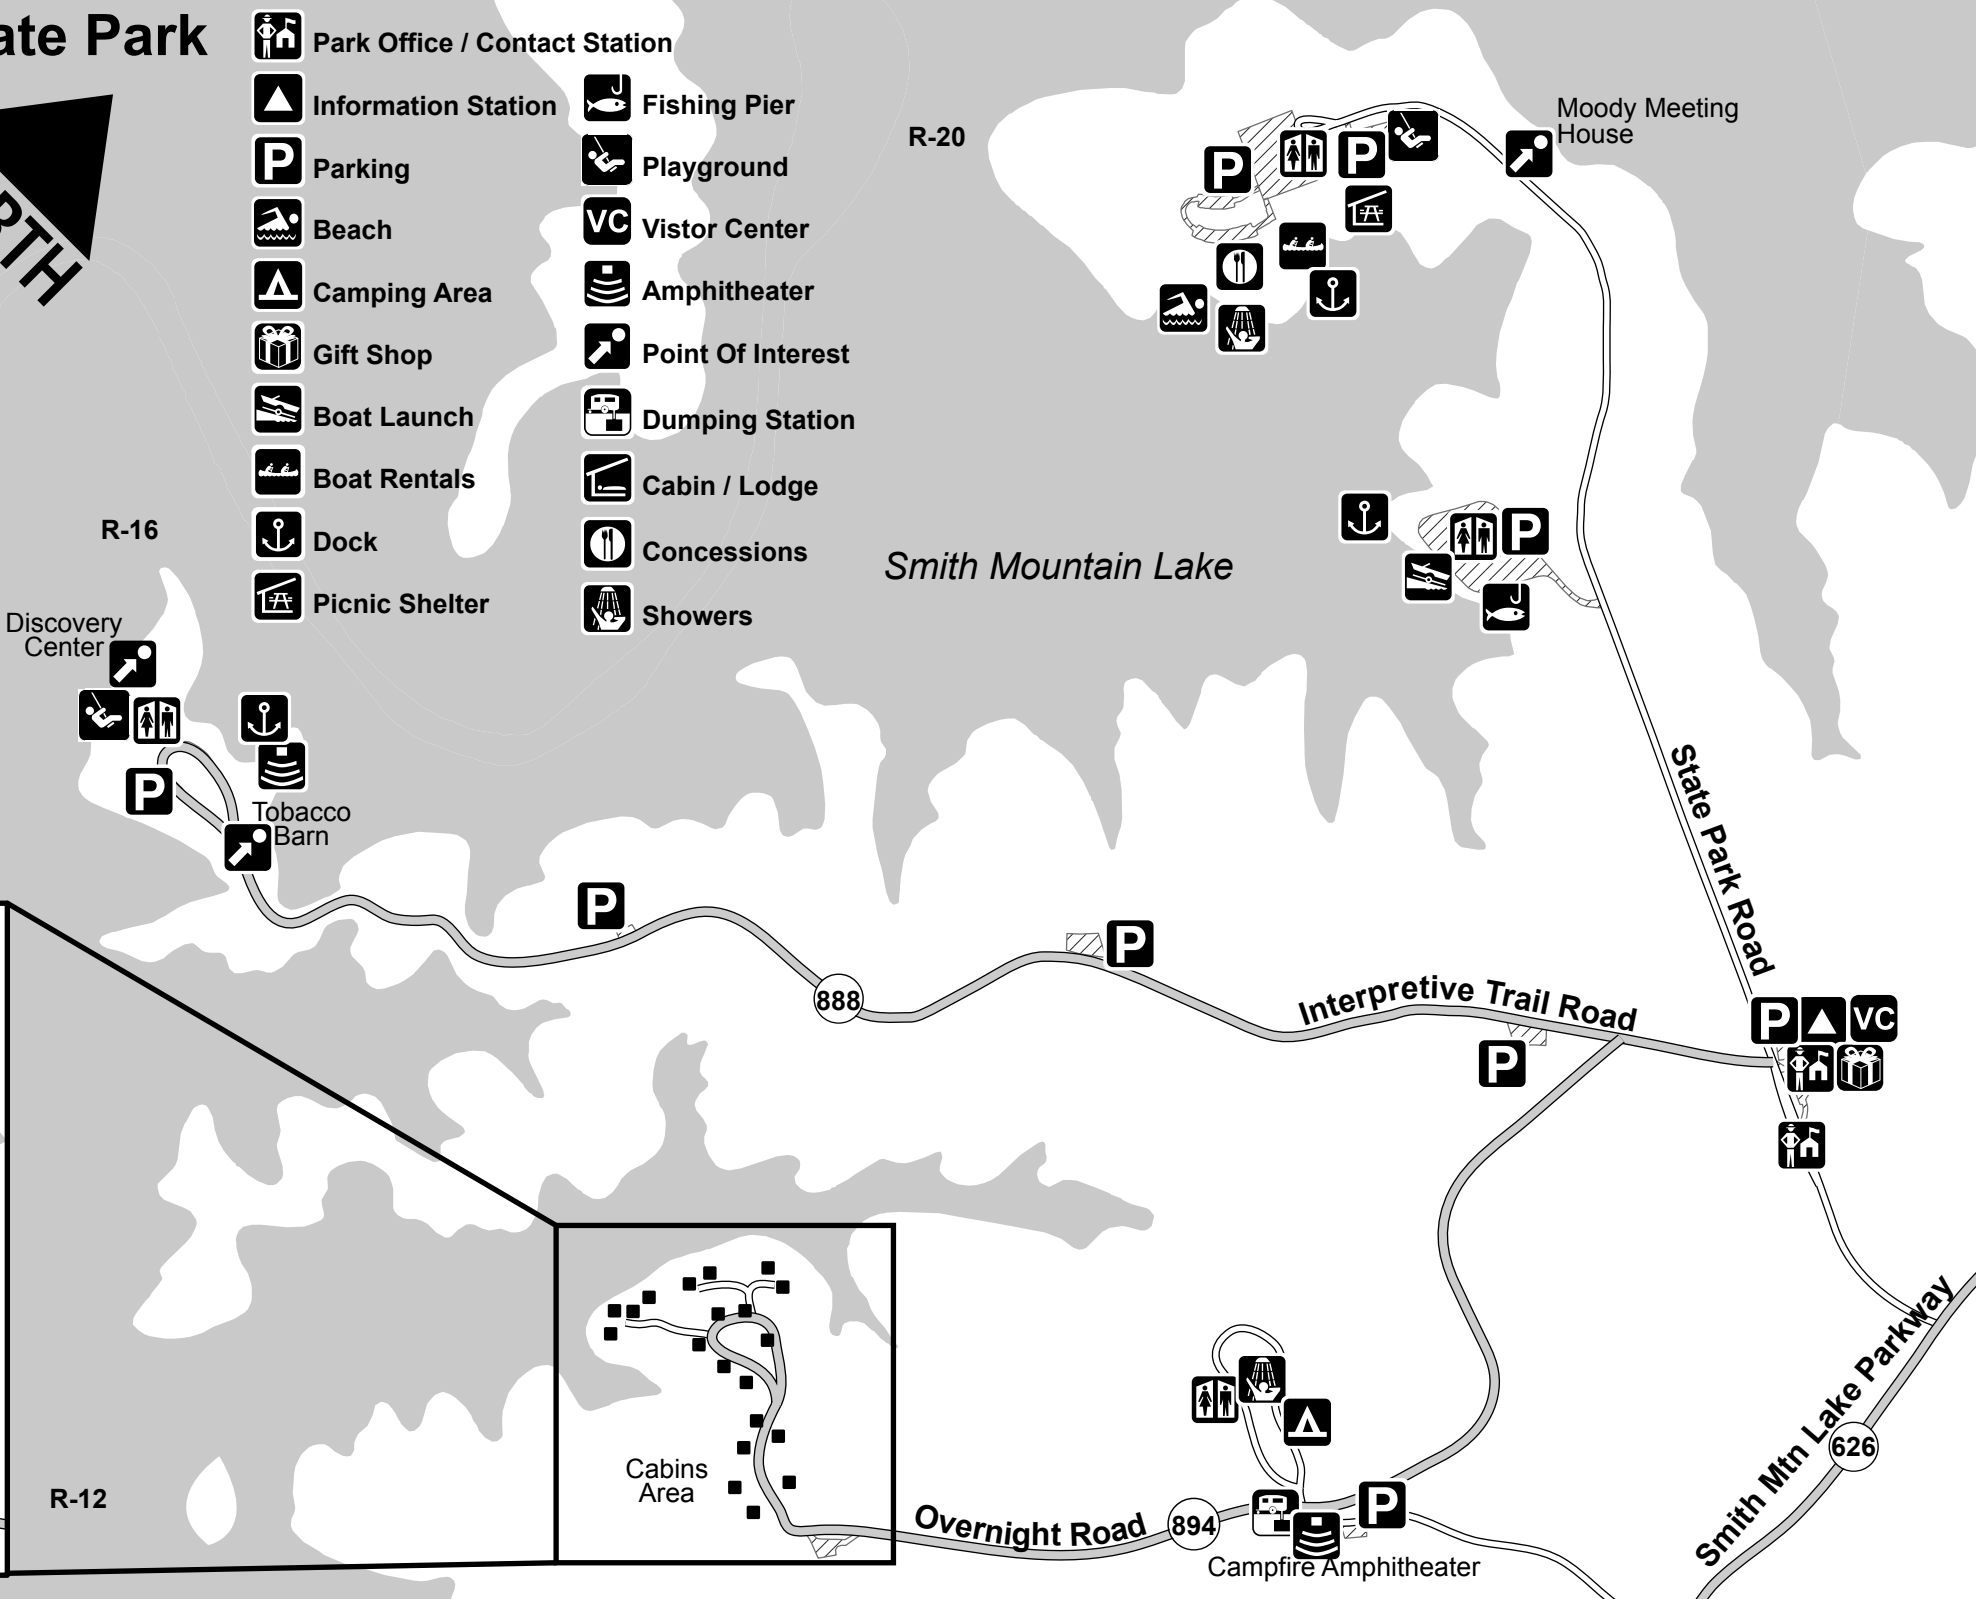 ate Park
RTH
Park Office / Contact Station
Information Station
Parking
Beach
Camping Area
Gift Shop
Boat Launch
Boat Rentals
Dock
Picnic Shelter
Fishing Pier
Playground
VC
Vistor Center
Amphitheater
Point Of Interest
Dumping Station
Cabin / Lodge
Concessions
Showers
P
R-20
Moody Meeting
House
P
P
R-16
Smith Mountain Lake
P
Discovery
Center
P
Tobacco
Barn
State Park Road
P
P
888
Interpretive Trail Road
P
P
VC
Smith Mtn Lake Parkway
626
Cabins
Area
R-12
Overnight Road
894
P
Campfire Amphitheater